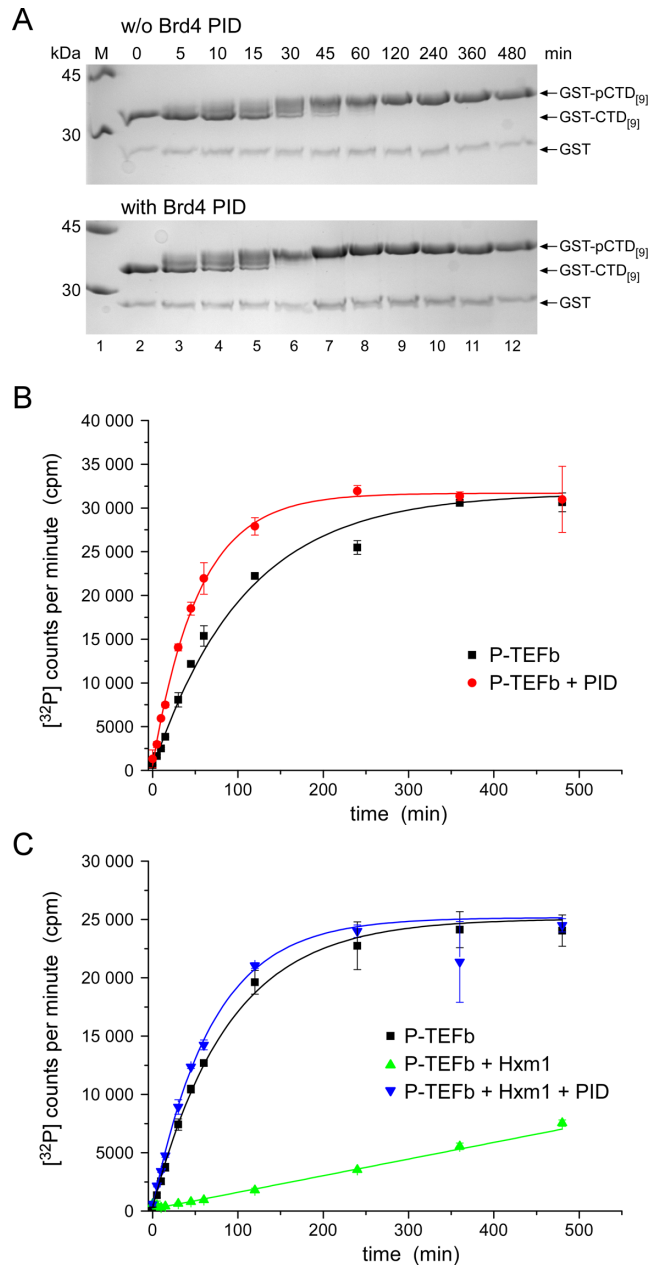 A
w/o Brd4 PID
kDa M 0 5 10 15 30 45 60 120 240 360 480 min
45
GST-pCTD[9]
GST-CTD[9]
30
GST
with Brd4 PID
45
GST-pCTD[9]
GST-CTD[9]
30
GST
1 2 3 4 5 6 7 8 9 10 11 12
B
40 000
35 000
30 000
25 000
20 000
15 000
10 000
5000
0
[³²P] counts per minute (cpm)
P-TEFb
P-TEFb + PID
0 100 200 300 400 500
time (min)
C
30 000
25 000
20 000
15 000
10 000
5000
0
[³²P] counts per minute (cpm)
P-TEFb
P-TEFb + Hxm1
P-TEFb + Hxm1 + PID
0 100 200 300 400 500
time (min)